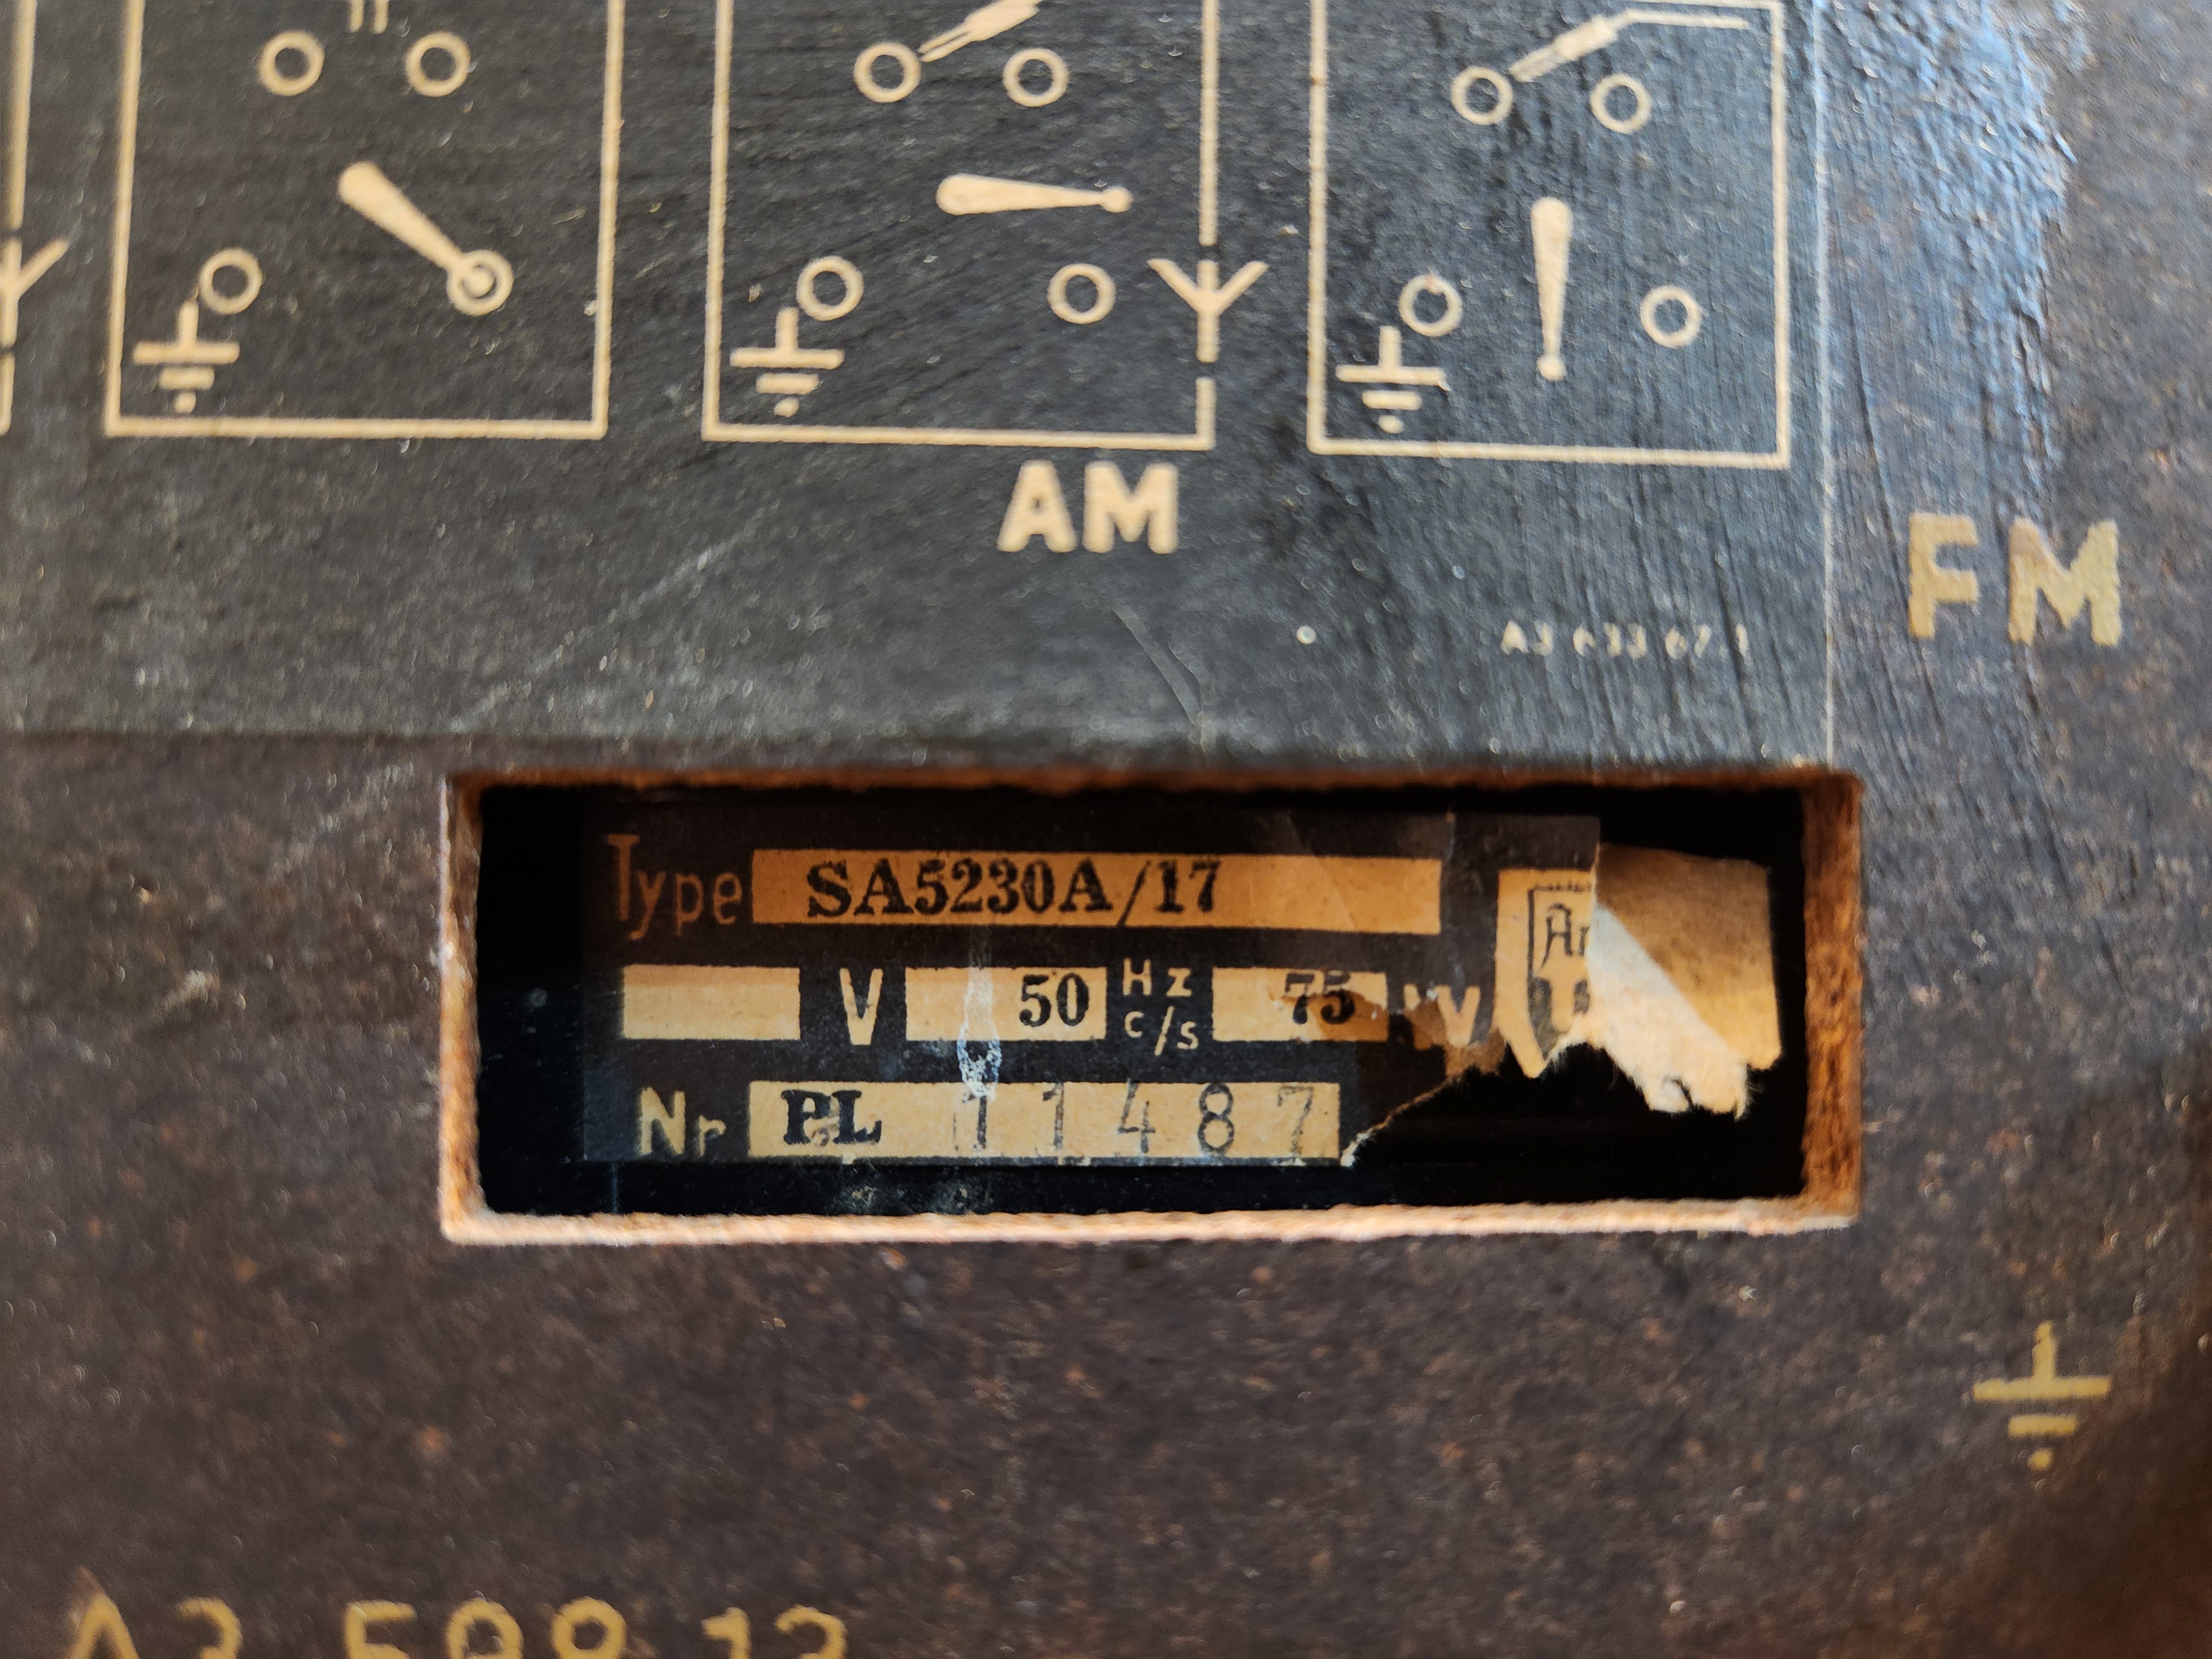 AM
FM
Type SA5230A/17
V 50 Hz c/s 75 W
Nr PL 11487